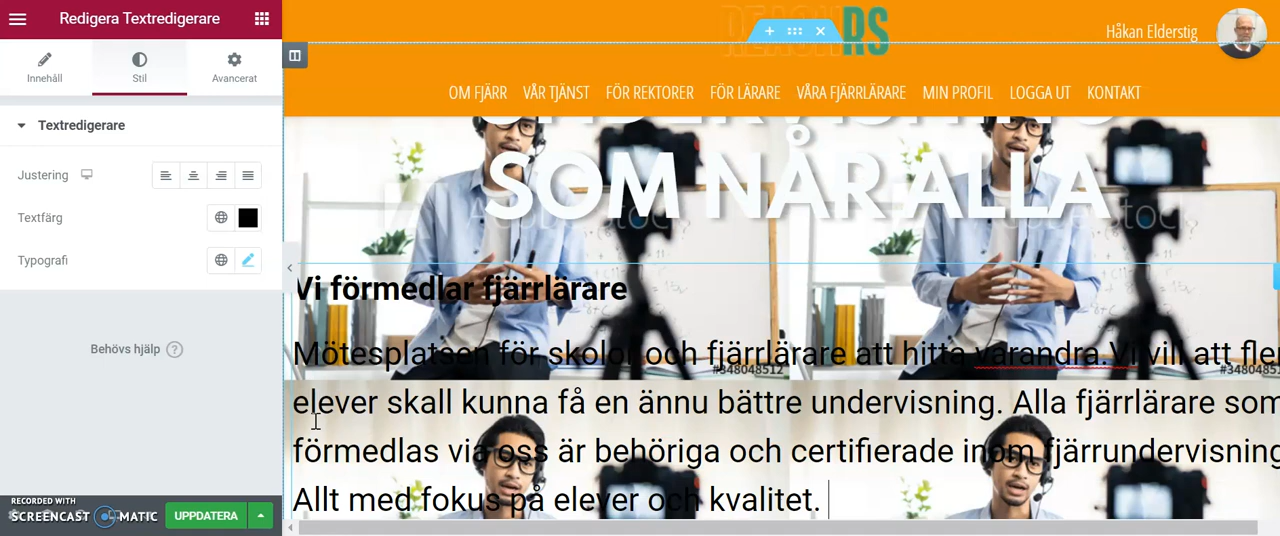 Redigera Textredigerare
Innehåll
Stil
Avancerat
Textredigerare
Justering
Textfärg
Typografi
Behövs hjälp ?
RECORDED WITH
SCREENCAST MATIC
UPPDATERA
REACHRS
Håkan Elderstig
OM FJÄRR VÅR TJÄNST FÖR REKTORER FÖR LÄRARE VÅRA FJÄRRLÄRARE MIN PROFIL LOGGA UT KONTAKT
SOM NÅR ALLA
Vi förmedlar fjärrlärare
Mötesplatsen för skolor och fjärrlärare att hitta varandra.Vi vill att fler
#348048512 #348048512
elever skall kunna få en ännu bättre undervisning. Alla fjärrlärare som
förmedlas via oss är behöriga och certifierade inom fjärrundervisning
Allt med fokus på elever och kvalitet.